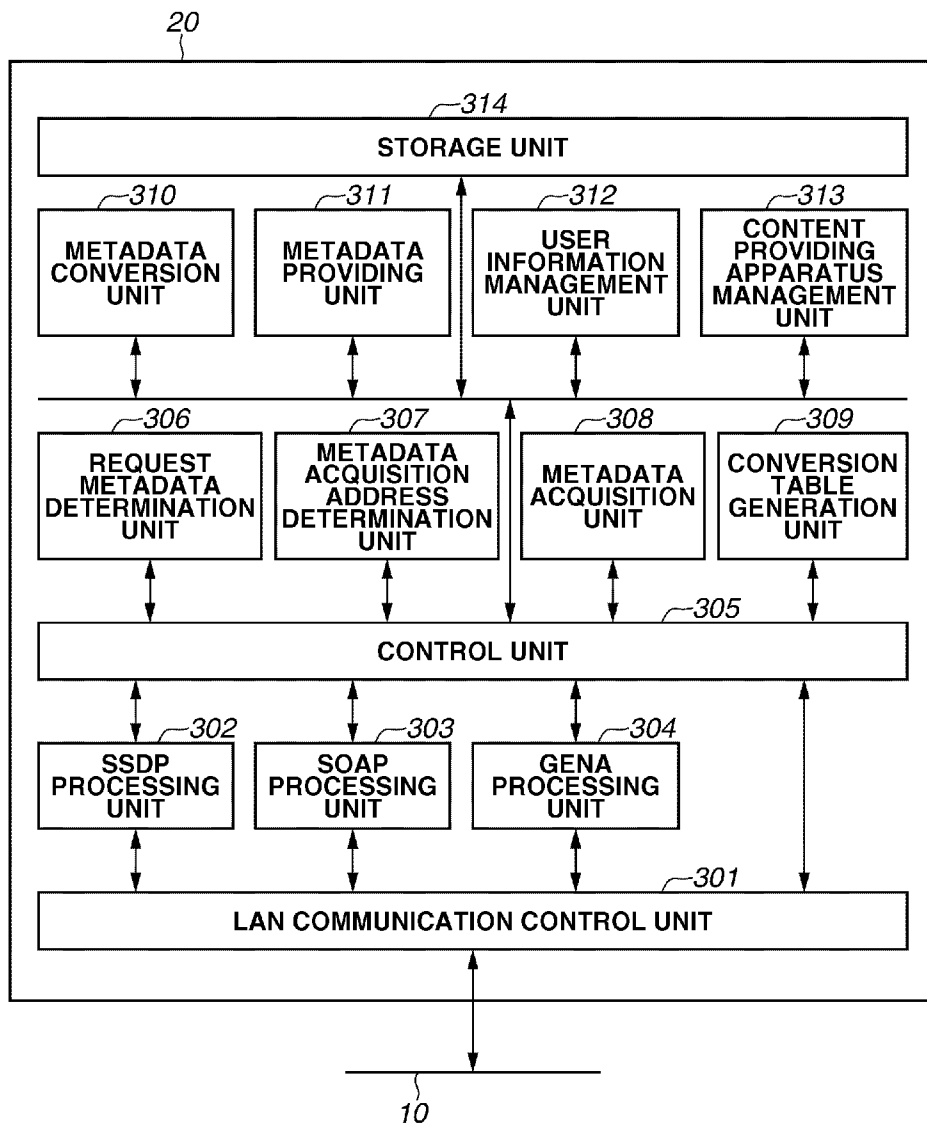 20
314
STORAGE UNIT
310
METADATA
CONVERSION
UNIT
311
METADATA
PROVIDING
UNIT
312
USER
INFORMATION
MANAGEMENT
UNIT
313
CONTENT
PROVIDING
APPARATUS
MANAGEMENT
UNIT
306
REQUEST
METADATA
DETERMINATION
UNIT
307
METADATA
ACQUISITION
ADDRESS
DETERMINATION
UNIT
308
METADATA
ACQUISITION
UNIT
309
CONVERSION
TABLE
GENERATION
UNIT
305
CONTROL UNIT
302
SSDP
PROCESSING
UNIT
303
SOAP
PROCESSING
UNIT
304
GENA
PROCESSING
UNIT
301
LAN COMMUNICATION CONTROL UNIT
10